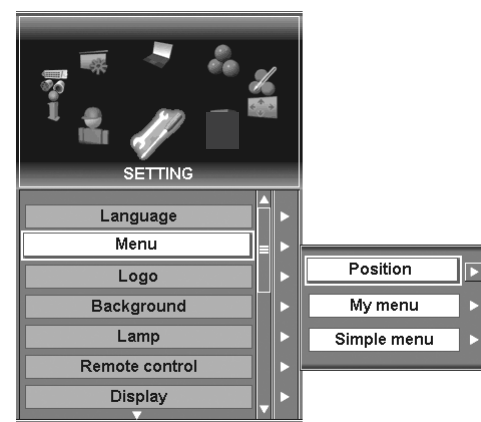 SETTING
Language
Menu
Logo
Background
Lamp
Remote control
Display
Position
My menu
Simple menu